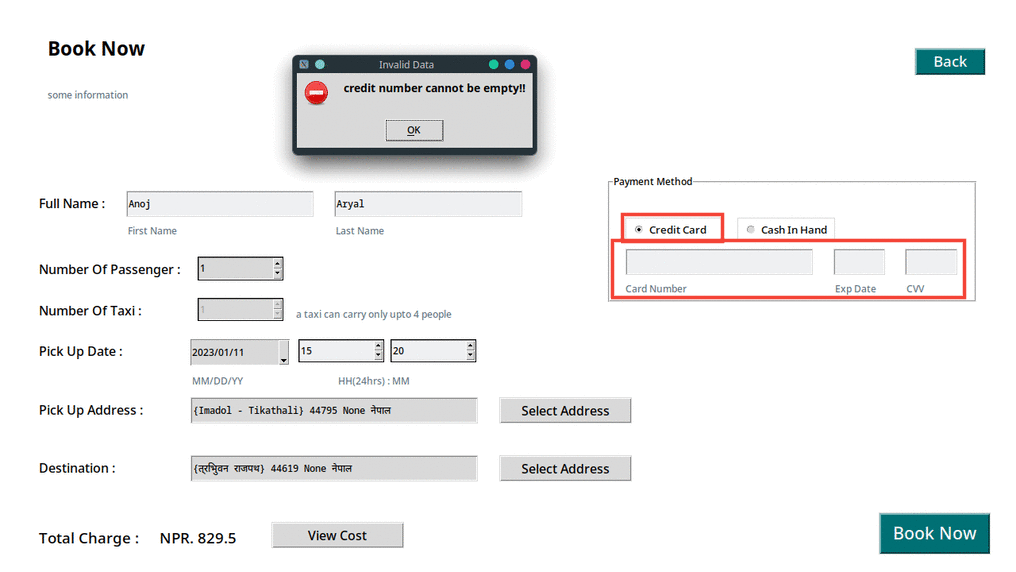 Book Now
Invalid Data
Back
credit number cannot be empty!!
some information
OK
Payment Method
Full Name :
Anoj
Aryal
First Name
Last Name
Credit Card
Cash In Hand
Number Of Passenger :
1
Card Number
Exp Date
CVV
Number Of Taxi :
1
a taxi can carry only upto 4 people
Pick Up Date :
2023/01/11
15
20
MM/DD/YY
HH(24hrs) : MM
Pick Up Address :
{Imadol - Tikathali} 44795 None नेपाल
Select Address
Destination :
{त्रिभुवन राजपथ} 44619 None नेपाल
Select Address
Total Charge :
NPR. 829.5
View Cost
Book Now